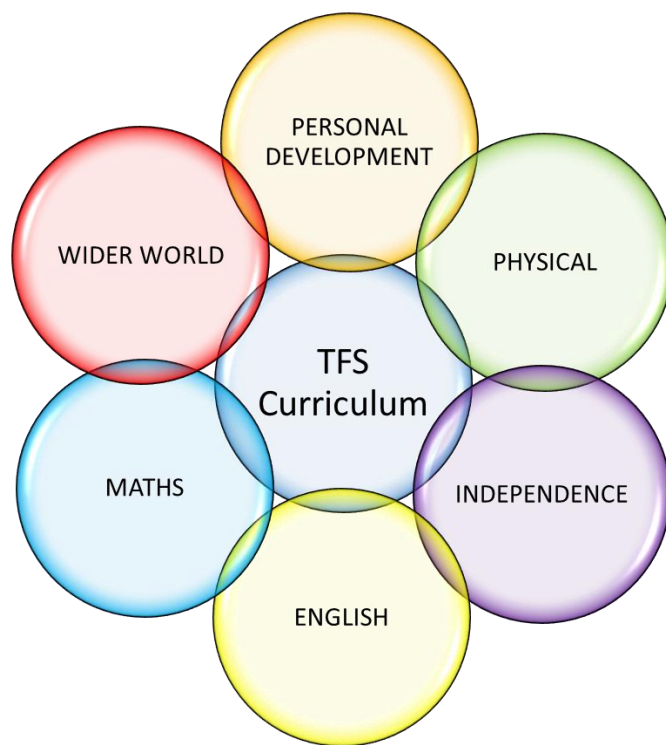 PERSONAL
DEVELOPMENT
WIDER WORLD
PHYSICAL
TFS
Curriculum
MATHS
INDEPENDENCE
ENGLISH